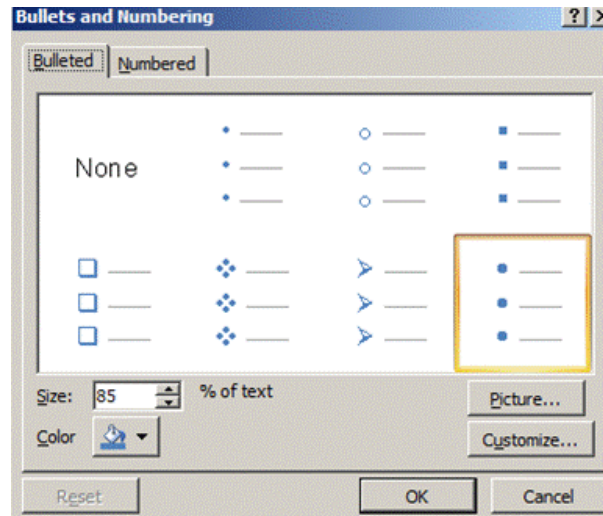 Bullets and Numbering
Bulleted Numbered
None
Size: 85 % of text
Picture...
Color
Customize...
Reset OK Cancel